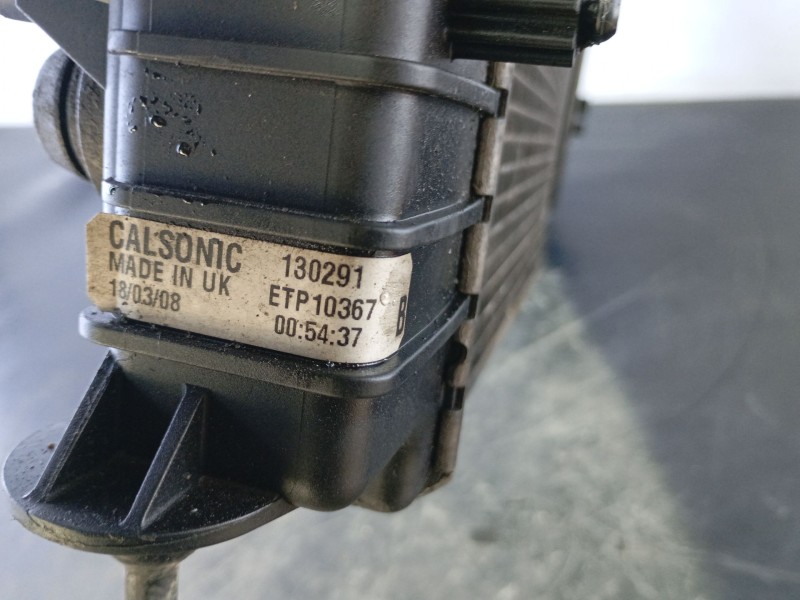 CALSONIC
MADE IN UK
18/03/08
130291
ETP10367
00:54:37
B